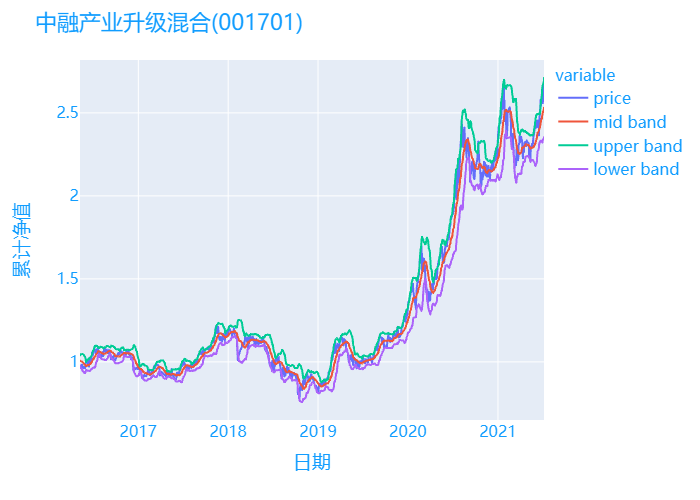 中融产业升级混合(001701)
variable
price
mid band
upper band
lower band
2.5
2
1.5
1
累计净值
2017
2018
2019
2020
2021
日期